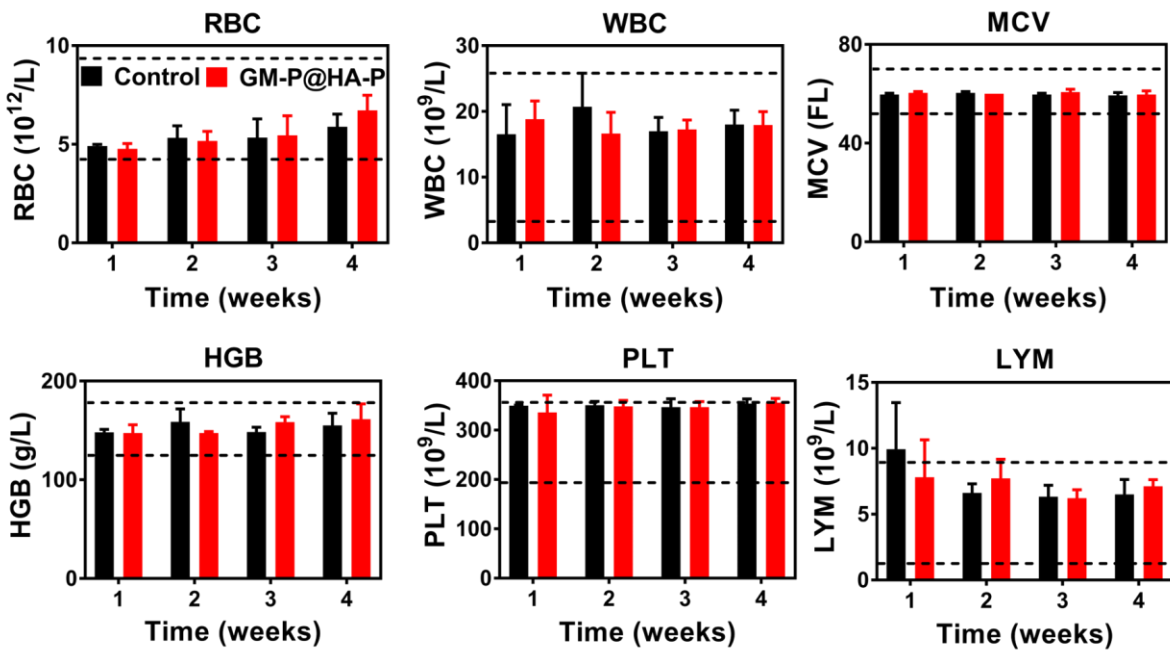 RBC
RBC (10¹²/L)
10
5
0
Control
GM-P@HA-P
1 2 3 4
Time (weeks)
WBC
WBC (10⁹/L)
30
20
10
0
1 2 3 4
Time (weeks)
MCV
MCV (FL)
80
40
0
1 2 3 4
Time (weeks)
HGB
HGB (g/L)
200
100
0
1 2 3 4
Time (weeks)
PLT
PLT (10⁹/L)
400
300
200
100
0
1 2 3 4
Time (weeks)
LYM
LYM (10⁹/L)
15
10
5
0
1 2 3 4
Time (weeks)